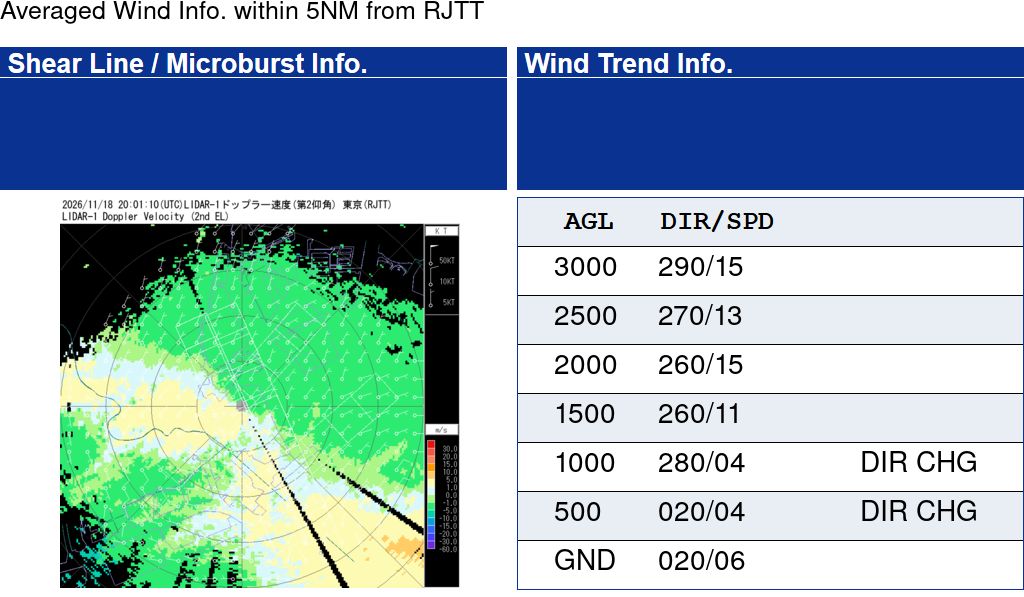 Averaged Wind Info. within 5NM from RJTT
Shear Line / Microburst Info.
Wind Trend Info.
2026/11/18 20:01:10(UTC)LIDAR-1ドップラー速度(第2仰角) 東京(RJTT)
LIDAR-1 Doppler Velocity (2nd EL)
K T
50KT
10KT
5KT
m/s
30.0
20.0
15.0
10.0
5.0
1.0
0.0
-1.0
-5.0
-10.0
-15.0
-20.0
-30.0
-60.0
AGL DIR/SPD
3000 290/15
2500 270/13
2000 260/15
1500 260/11
1000 280/04 DIR CHG
500 020/04 DIR CHG
GND 020/06